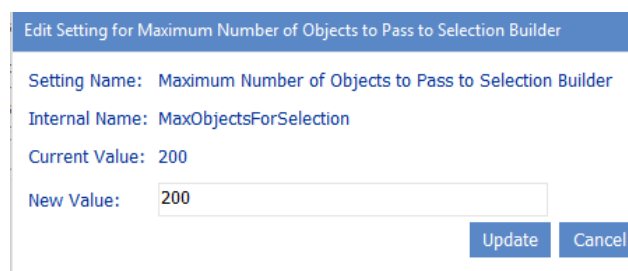 Edit Setting for Maximum Number of Objects to Pass to Selection Builder
Setting Name: Maximum Number of Objects to Pass to Selection Builder
Internal Name: MaxObjectsForSelection
Current Value: 200
New Value: 200
Update Cancel